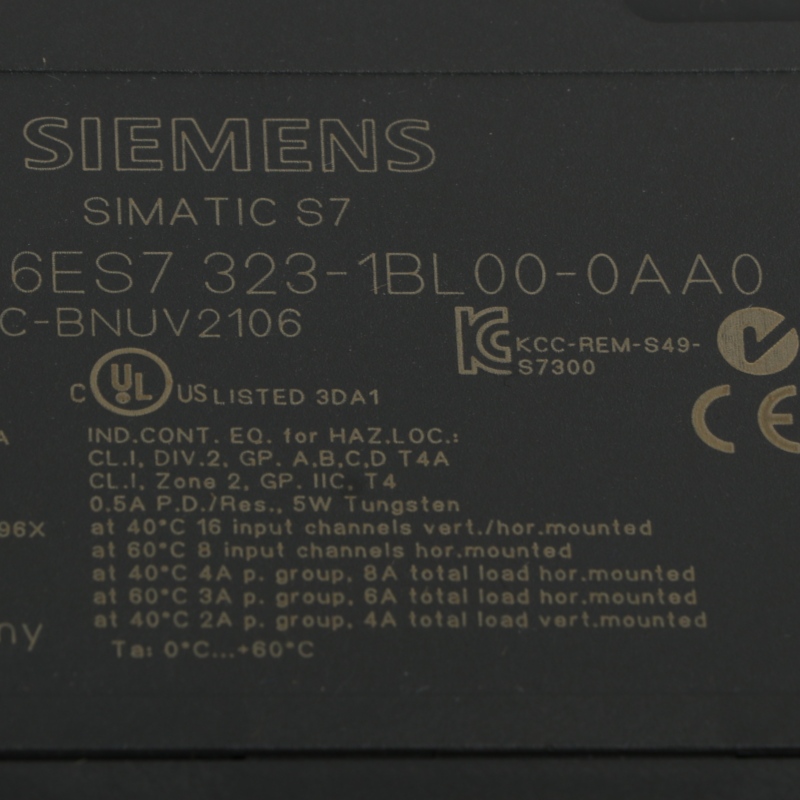 SIEMENS
SIMATIC S7
6ES7 323-1BL00-0AA0
C-BNUV2106
KCC-REM-S49-
S7300
C UL US LISTED 3DA1
CE
A
IND.CONT. EQ. for HAZ.LOC.:
CL.I, DIV.2, GP. A,B,C,D T4A
CL.I, Zone 2, GP. IIC, T4
0.5A P.D./Res., 5W Tungsten
96X
at 40°C 16 input channels vert./hor.mounted
at 60°C 8 input channels hor.mounted
at 40°C 4A p. group, 8A total load hor.mounted
at 60°C 3A p. group, 6A total load hor.mounted
at 40°C 2A p. group, 4A total load vert.mounted
ny
Ta: 0°C...+60°C